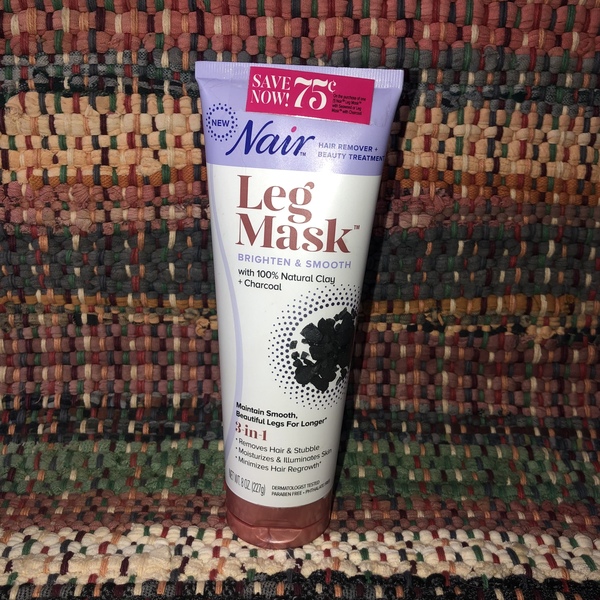 SAVE
NOW! 75¢
NEW
Nair™
HAIR REMOVER +
BEAUTY TREATMENT
Leg
Mask™
BRIGHTEN & SMOOTH
with 100% Natural Clay
+ Charcoal
Maintain Smooth,
Beautiful Legs For Longer*
3-in-1
• Removes Hair & Stubble
• Moisturizes & Illuminates Skin
• Minimizes Hair Regrowth*
NET WT. 8 OZ. (227g)
DERMATOLOGIST TESTED
PARABEN FREE •